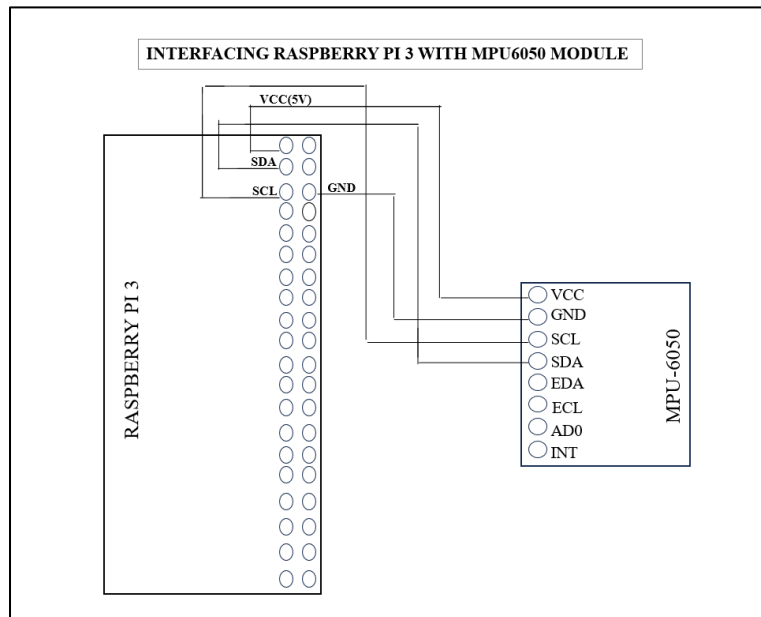 INTERFACING RASPBERRY PI 3 WITH MPU6050 MODULE
VCC(5V)
SDA
SCL
GND
RASPBERRY PI 3
VCC
GND
SCL
SDA
EDA
ECL
AD0
INT
MPU-6050